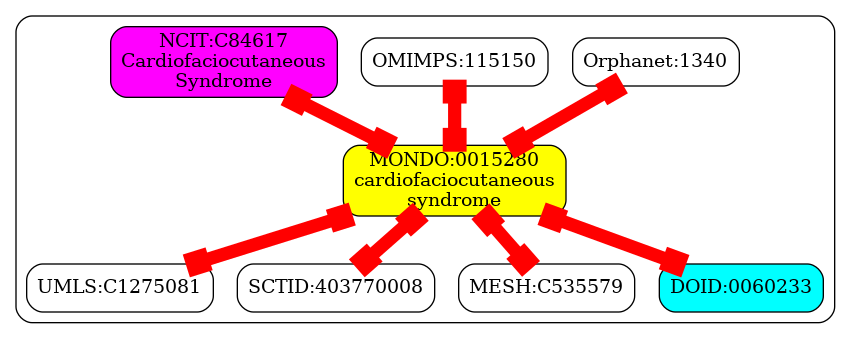 NCIT:C84617
Cardiofaciocutaneous
Syndrome
OMIMPS:115150
Orphanet:1340
MONDO:0015280
cardiofaciocutaneous
syndrome
UMLS:C1275081
SCTID:403770008
MESH:C535579
DOID:0060233